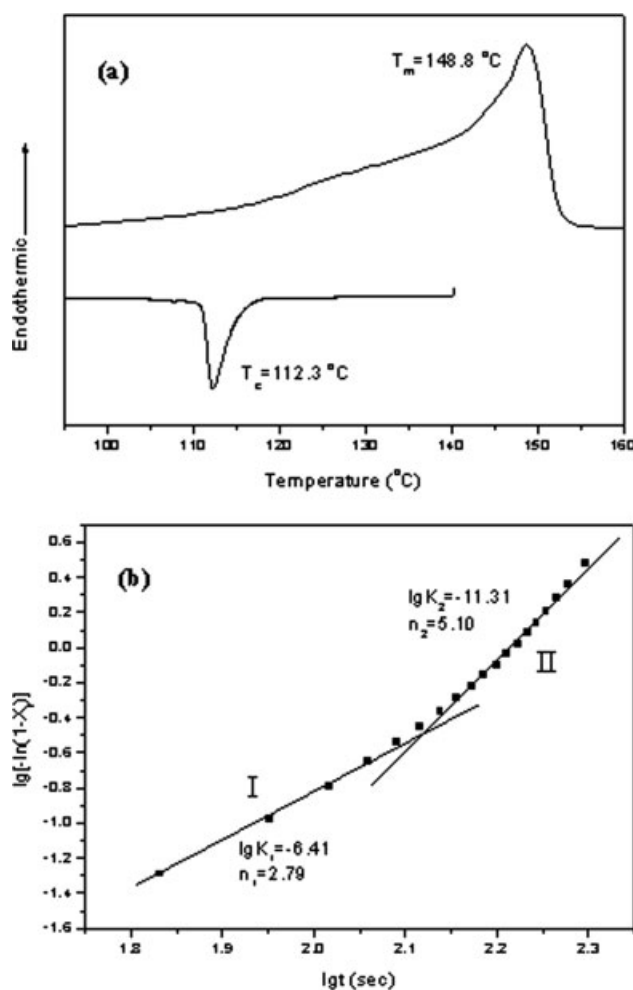 (a)
Tm=148.8 °C
Tc=112.3 °C
Endothermic
100 110 120 130 140 150 160
Temperature (°C)
(b)
0.6
0.4
0.2
0.0
-0.2
-0.4
-0.6
-0.8
-1.0
-1.2
-1.4
-1.6
lg[-ln(1-Xt)]
lgK2=-11.31
n2=5.10
II
I
lgK1=-6.41
n1=2.79
1.8 1.9 2.0 2.1 2.2 2.3
lgt (sec)